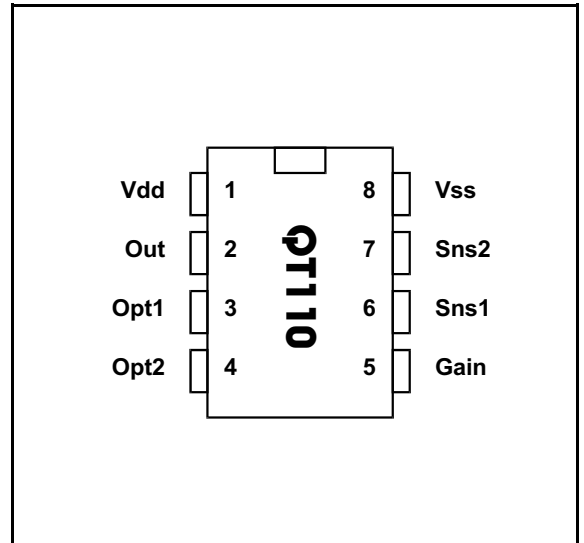 Vdd 1 8 Vss
Out 2 7 Sns2
Opt1 3 6 Sns1
Opt2 4 5 Gain
QT110